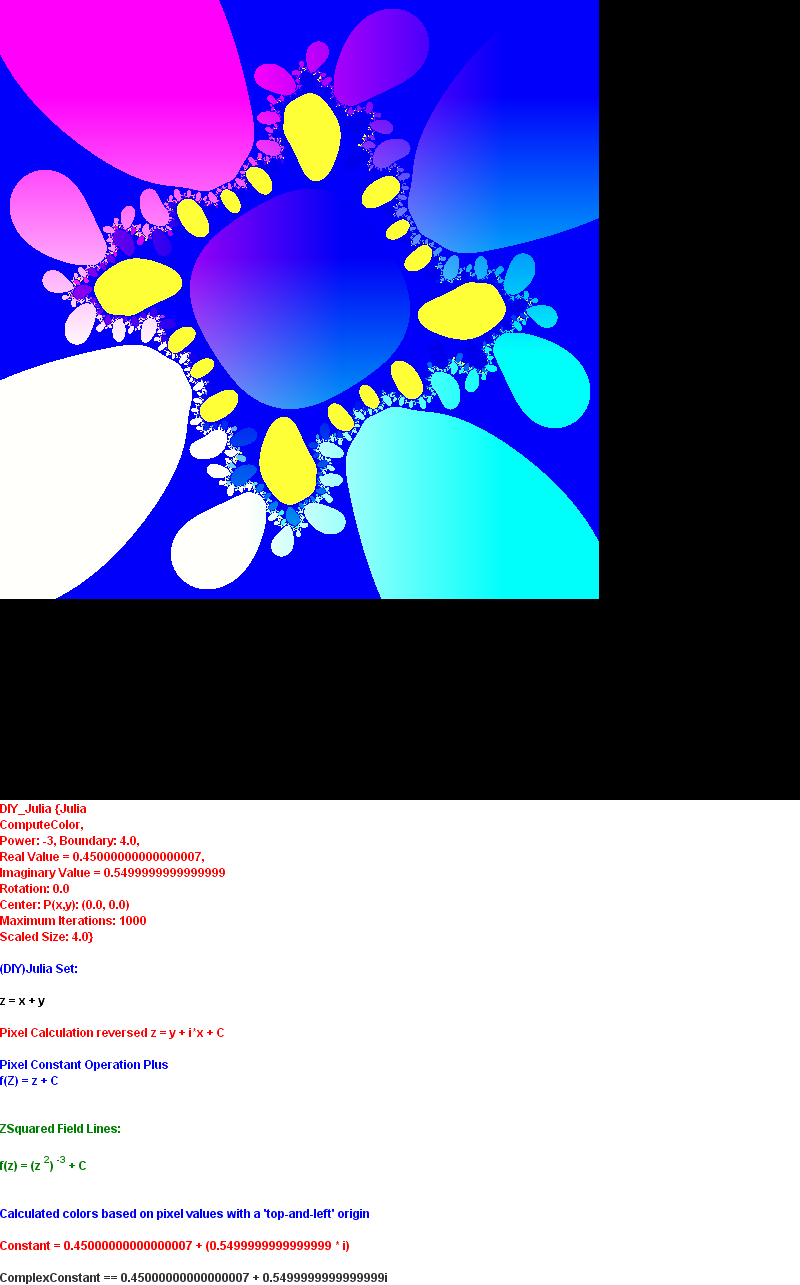 DIY_Julia {Julia
ComputeColor,
Power: -3, Boundary: 4.0,
Real Value = 0.45000000000000007,
Imaginary Value = 0.5499999999999999
Rotation: 0.0
Center: P(x,y): (0.0, 0.0)
Maximum Iterations: 1000
Scaled Size: 4.0}
(DIY)Julia Set:
z = x + y
Pixel Calculation reversed z = y + i*x + C
Pixel Constant Operation Plus
f(Z) = z + C
ZSquared Field Lines:
f(z) = (z 2) -3 + C
Calculated colors based on pixel values with a 'top-and-left' origin
Constant = 0.45000000000000007 + (0.5499999999999999 * i)
ComplexConstant == 0.45000000000000007 + 0.5499999999999999i